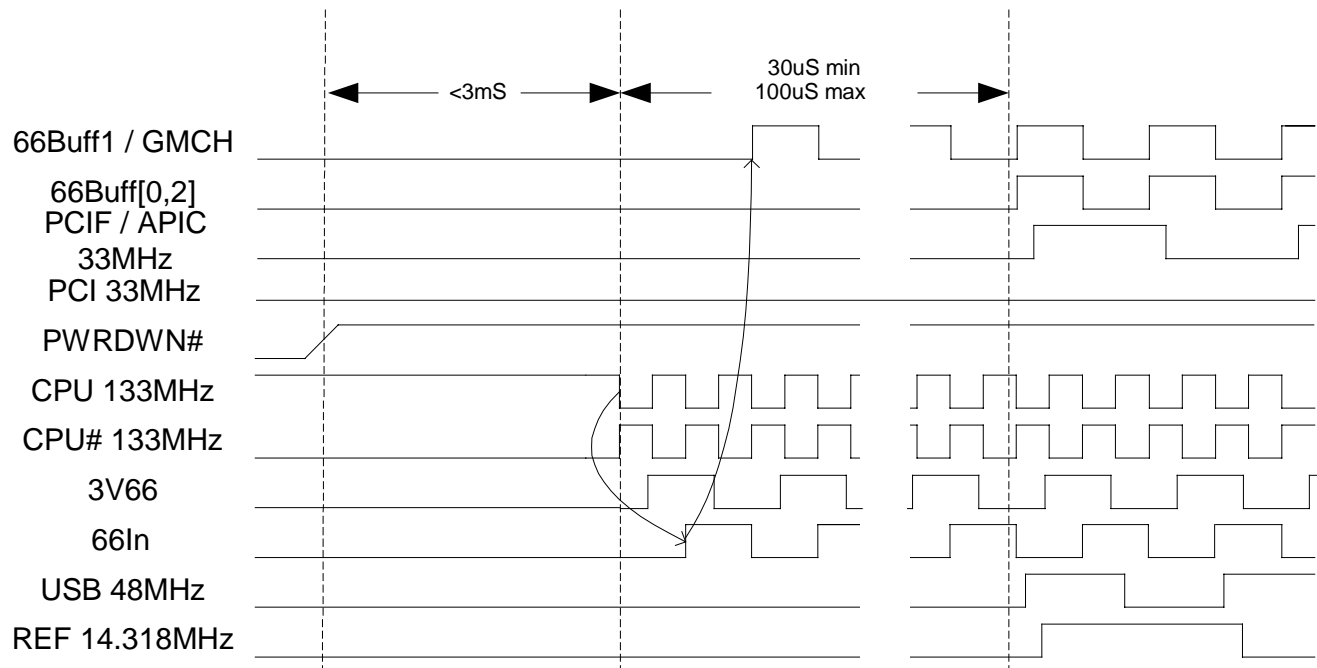 <3mS
30uS min
100uS max
66Buff1 / GMCH
66Buff[0,2]
PCIF / APIC
33MHz
PCI 33MHz
PWRDWN#
CPU 133MHz
CPU# 133MHz
3V66
66In
USB 48MHz
REF 14.318MHz